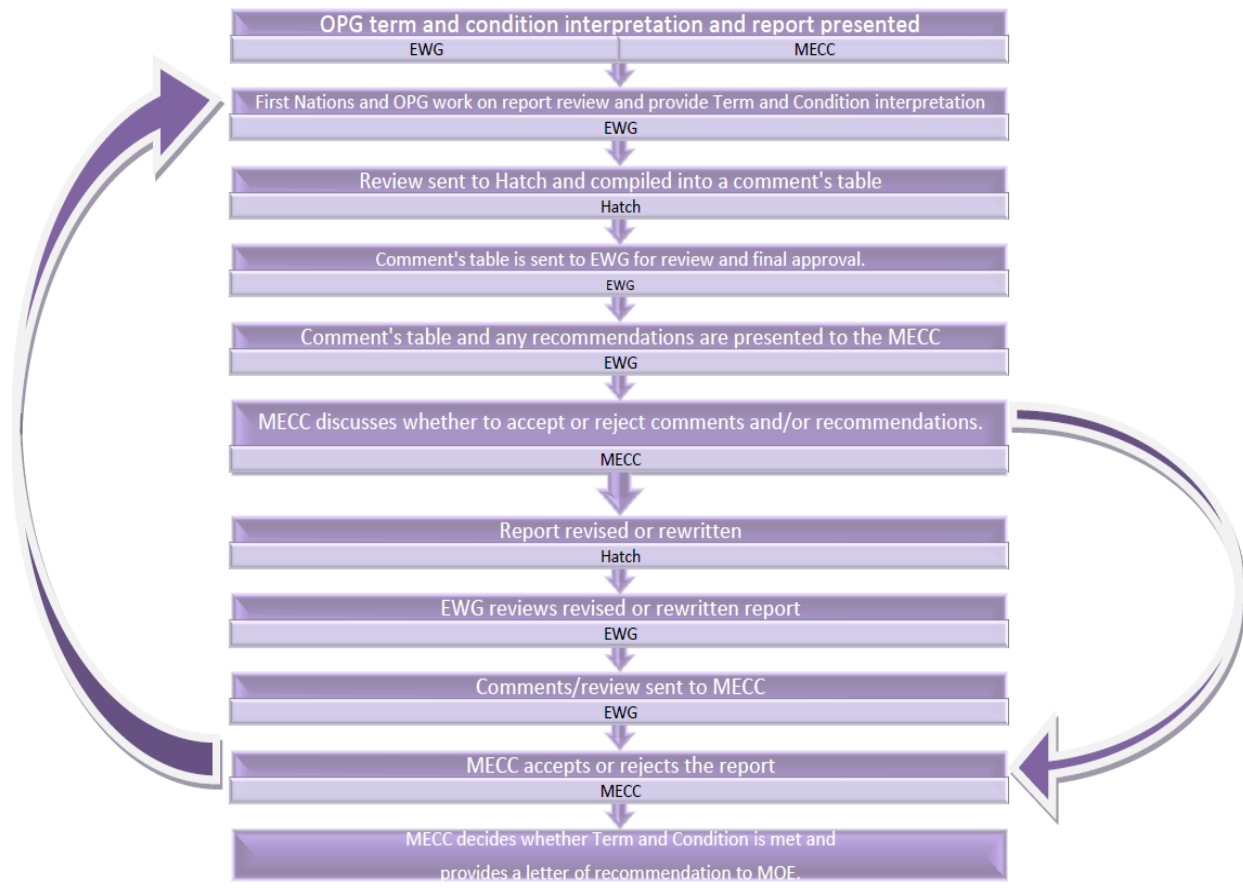 OPG term and condition interpretation and report presented
EWG MECC
First Nations and OPG work on report review and provide Term and Condition interpretation
EWG
Review sent to Hatch and compiled into a comment's table
Hatch
Comment's table is sent to EWG for review and final approval.
EWG
Comment's table and any recommendations are presented to the MECC
EWG
MECC discusses whether to accept or reject comments and/or recommendations.
MECC
Report revised or rewritten
Hatch
EWG reviews revised or rewritten report
EWG
Comments/review sent to MECC
EWG
MECC accepts or rejects the report
MECC
MECC decides whether Term and Condition is met and
provides a letter of recommendation to MOE.